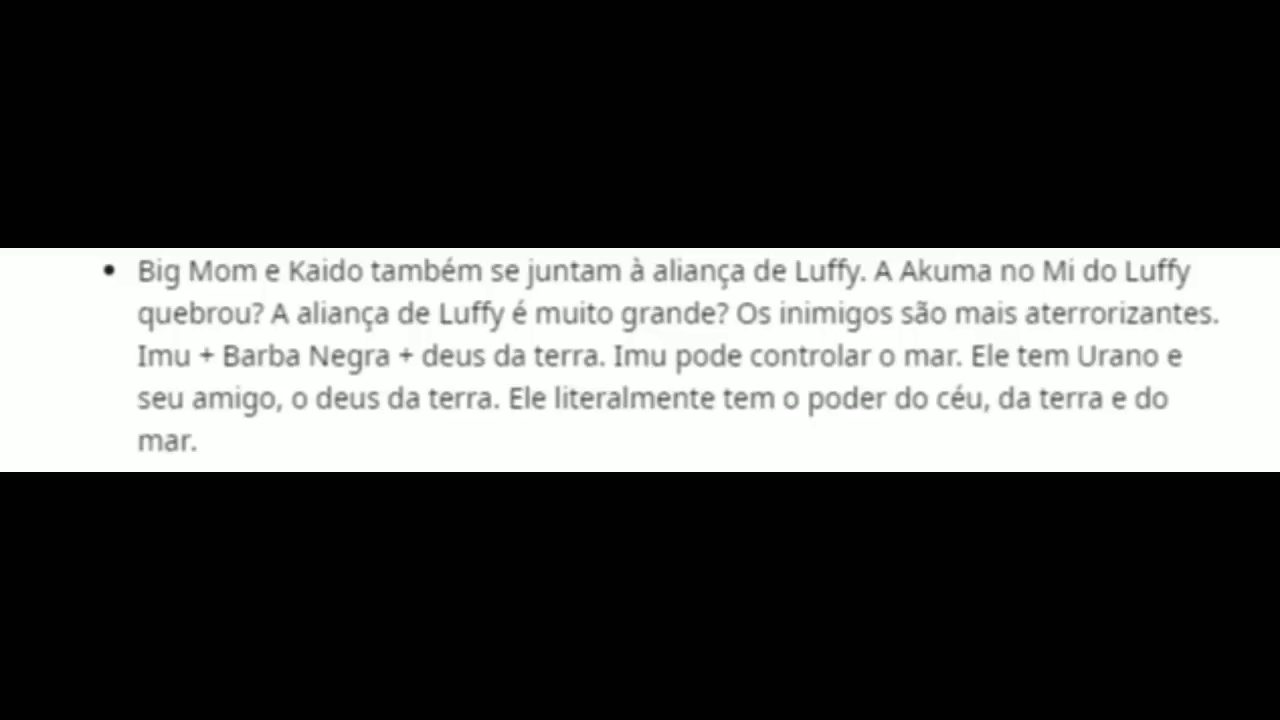 • Big Mom e Kaido também se juntam à aliança de Luffy. A Akuma no Mi do Luffy
quebrou? A aliança de Luffy é muito grande? Os inimigos são mais aterrorizantes.
Imu + Barba Negra + deus da terra. Imu pode controlar o mar. Ele tem Urano e
seu amigo, o deus da terra. Ele literalmente tem o poder do céu, da terra e do
mar.